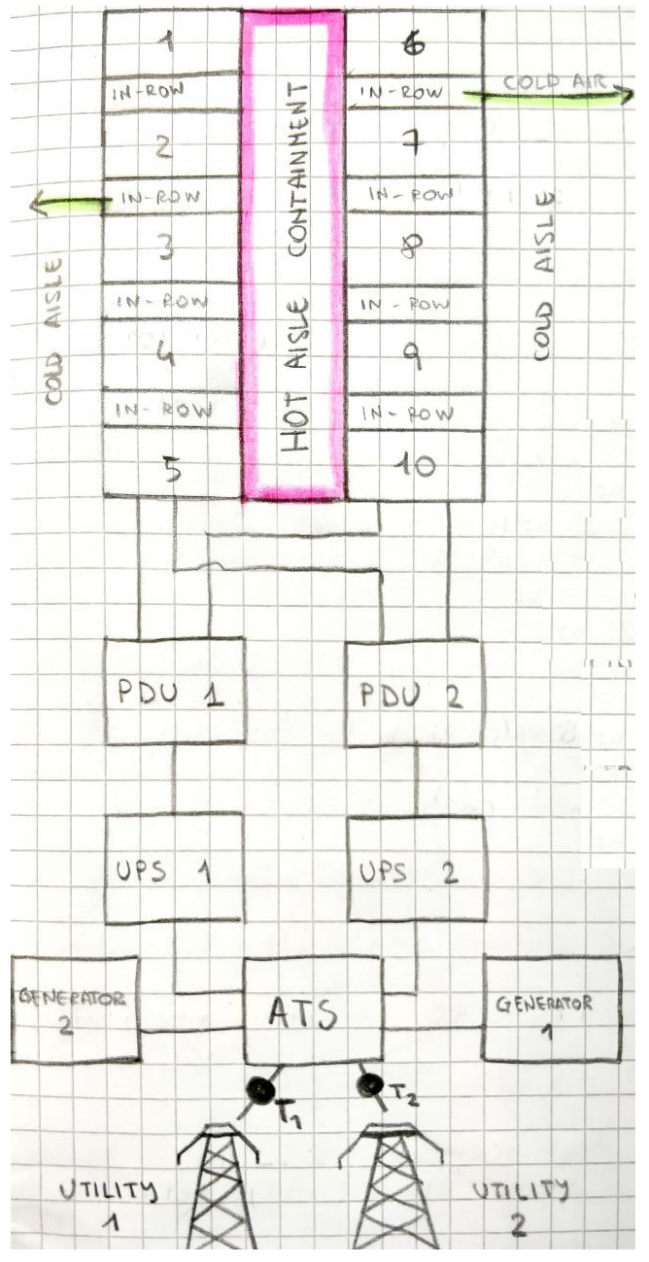 1
6
IN-ROW
IN-ROW
COLD AIR
2
7
IN-ROW
IN-ROW
3
8
IN-ROW
IN-ROW
4
9
IN-ROW
IN-ROW
5
10
COLD AISLE
HOT AISLE CONTAINMENT
COLD AISLE
PDU 1
PDU 2
UPS 1
UPS 2
GENERATOR
2
ATS
GENERATOR
1
T1
T2
UTILITY
1
UTILITY
2